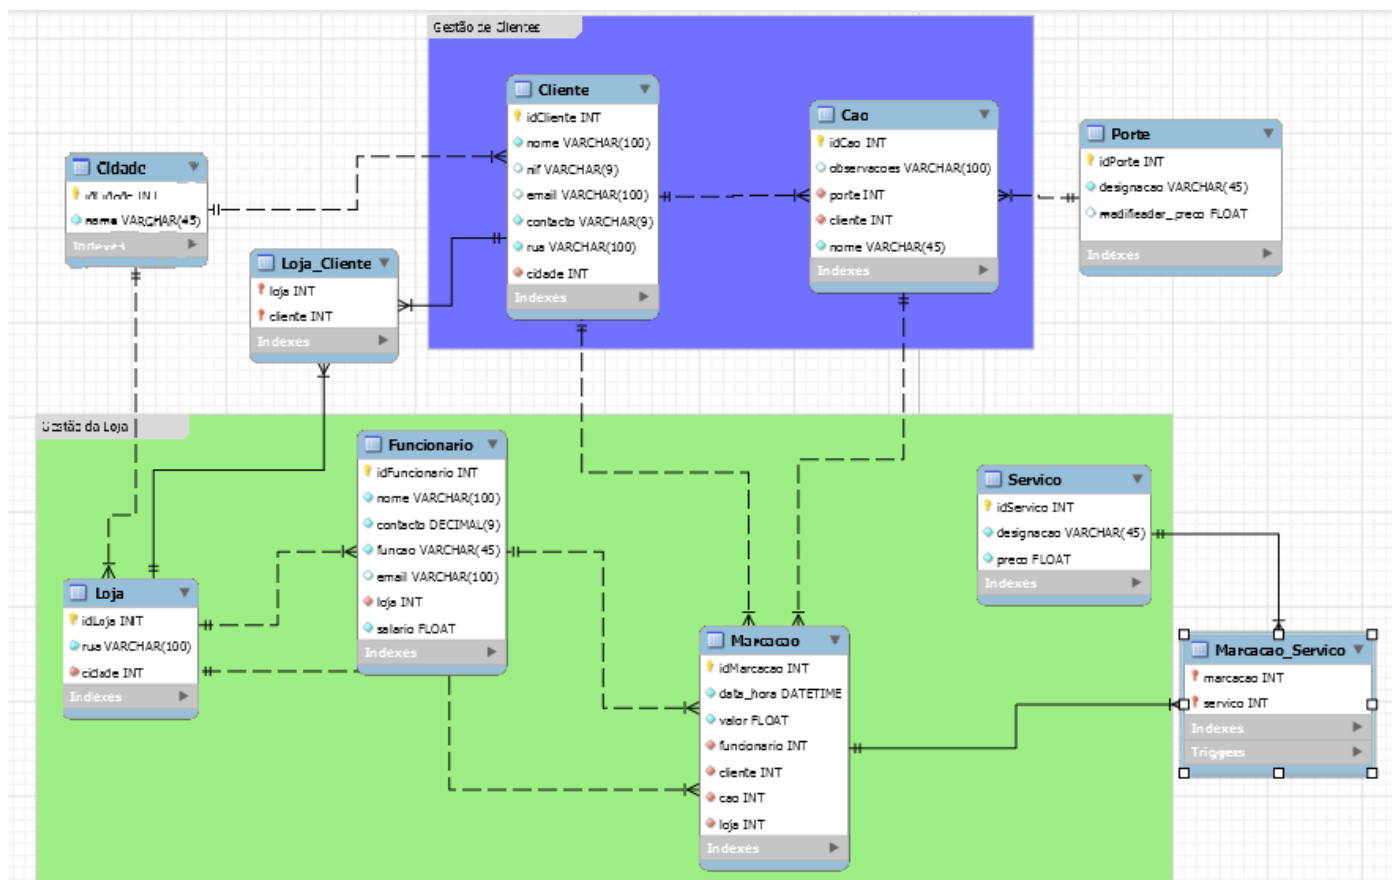 Gestão de Clientes
Cliente
idCliente INT
nome VARCHAR(100)
nif VARCHAR(9)
email VARCHAR(100)
contacto VARCHAR(9)
rua VARCHAR(100)
cidade INT
Indexes
Cao
idCao INT
observacoes VARCHAR(100)
porte INT
cliente INT
nome VARCHAR(45)
Indexes
Porte
idPorte INT
designacao VARCHAR(45)
modificador_preco FLOAT
Indexes
Cidade
idCidade INT
nome VARCHAR(45)
Indexes
Loja_Cliente
loja INT
cliente INT
Indexes
Gestão da Loja
Funcionario
idFuncionario INT
nome VARCHAR(100)
contacto DECIMAL(9)
funcao VARCHAR(45)
email VARCHAR(100)
loja INT
salario FLOAT
Indexes
Servico
idServico INT
designacao VARCHAR(45)
preco FLOAT
Indexes
Loja
idLoja INT
rua VARCHAR(100)
cidade INT
Indexes
Marcacao
idMarcacao INT
data_hora DATETIME
valor FLOAT
funcionario INT
cliente INT
cao INT
loja INT
Indexes
Marcacao_Servico
marcacao INT
servico INT
Indexes
Triggers